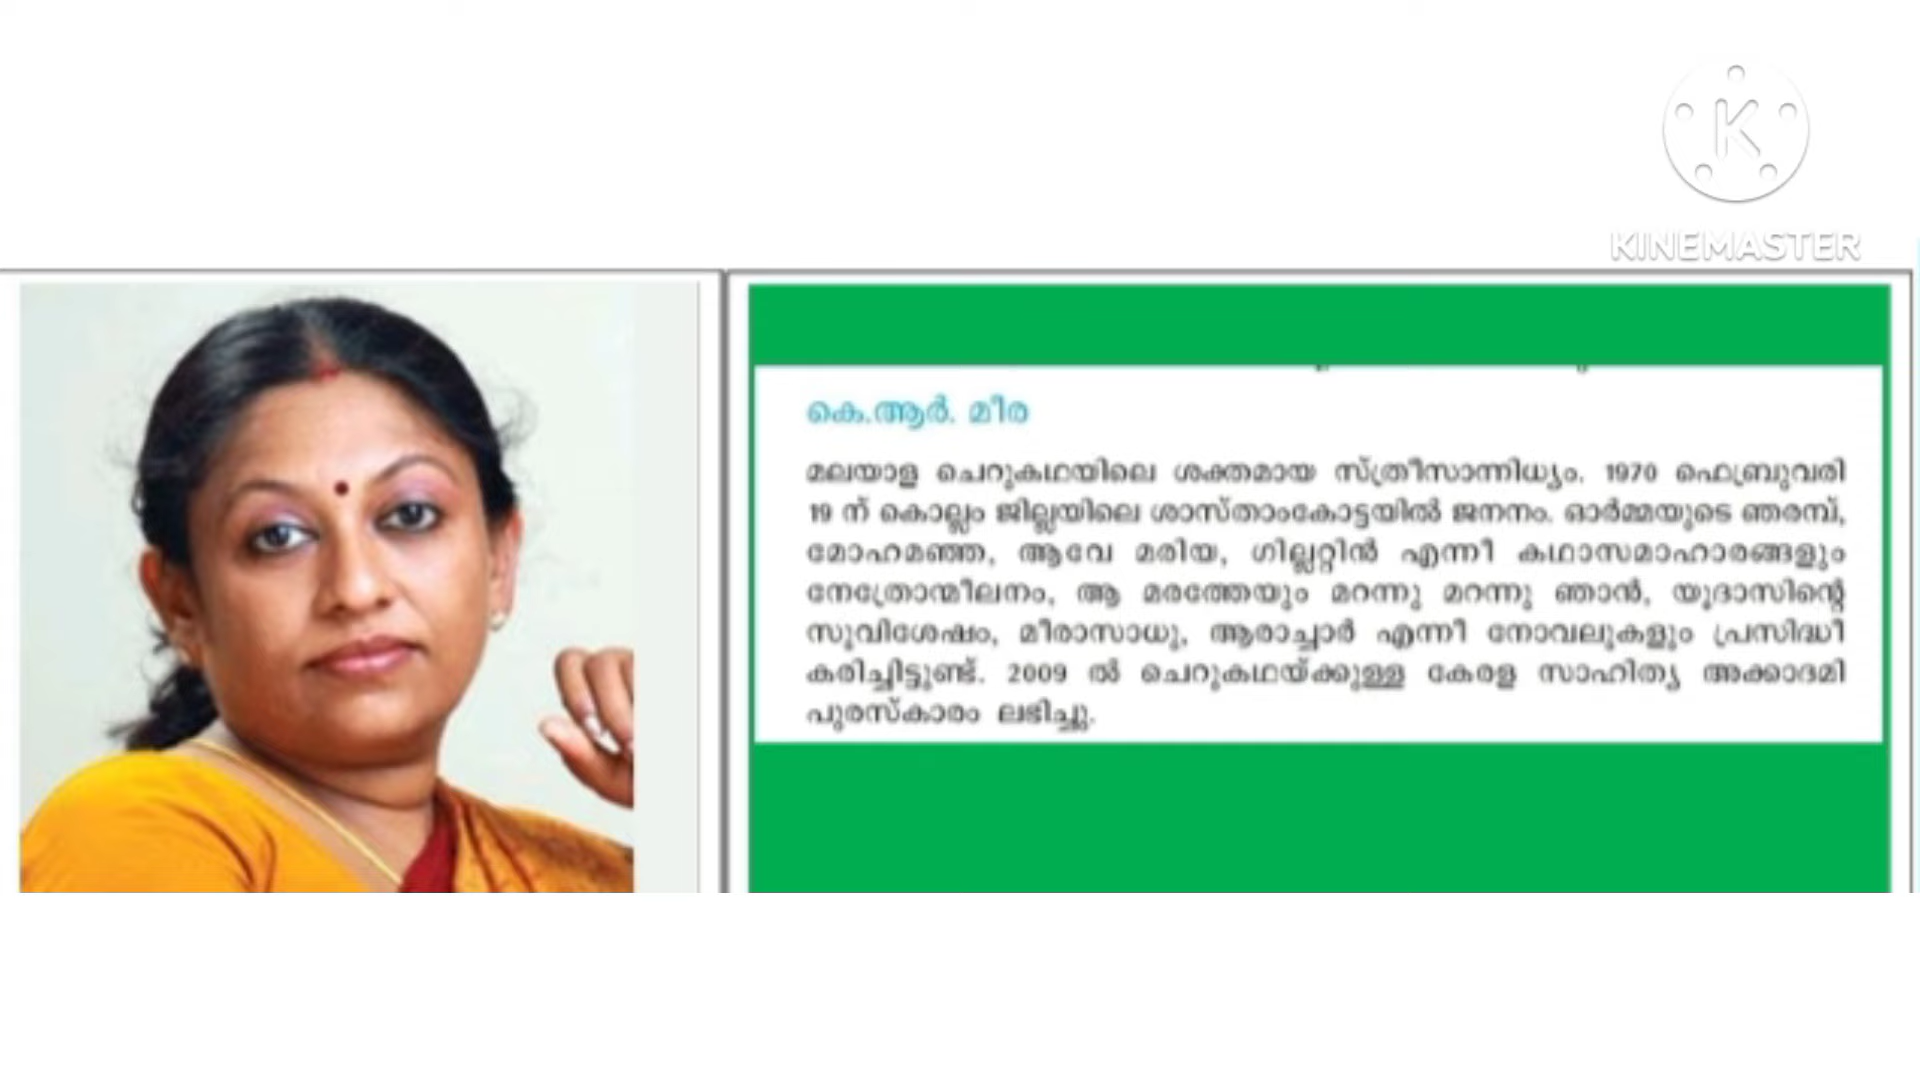 KINEMASTER
കെ.ആർ. മീര
മലയാള ചെറുകഥയിലെ ശക്തമായ സ്ത്രീസാന്നിധ്യം. 1970 ഫെബ്രുവരി
19 ന് കൊല്ലം ജില്ലയിലെ ശാസ്താംകോട്ടയിൽ ജനനം. ഓർമ്മയുടെ ഞരമ്പ്,
മോഹമഞ്ഞ, ആവേ മരിയ, ഗില്ലറ്റിൻ എന്നീ കഥാസമാഹാരങ്ങളും
നേത്രോന്മീലനം, ആ മരത്തേയും മറന്നു മറന്നു ഞാൻ, യൂദാസിന്റെ
സുവിശേഷം, മീരാസാധു, ആരാച്ചാർ എന്നീ നോവലുകളും പ്രസിദ്ധീ
കരിച്ചിട്ടുണ്ട്. 2009 ൽ ചെറുകഥയ്ക്കുള്ള കേരള സാഹിത്യ അക്കാദമി
പുരസ്കാരം ലഭിച്ചു.